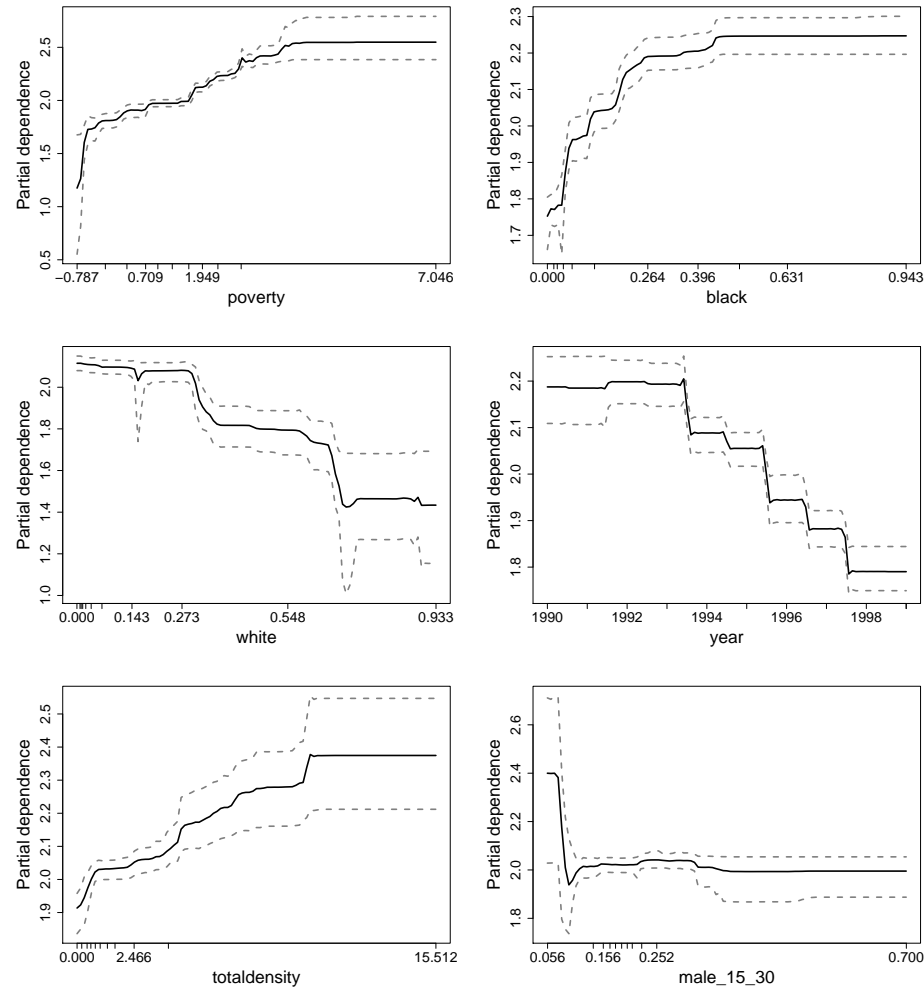 Partial dependence
0.5 1.0 1.5 2.0 2.5
−0.787 0.709 1.949 7.046
poverty
Partial dependence
1.7 1.8 1.9 2.0 2.1 2.2 2.3
0.000 0.264 0.396 0.631 0.943
black
Partial dependence
1.0 1.2 1.4 1.6 1.8 2.0
0.000 0.143 0.273 0.548 0.933
white
Partial dependence
1.8 1.9 2.0 2.1 2.2
1990 1992 1994 1996 1998
year
Partial dependence
1.9 2.0 2.1 2.2 2.3 2.4 2.5
0.000 2.466 15.512
totaldensity
Partial dependence
1.8 2.0 2.2 2.4 2.6
0.056 0.156 0.252 0.700
male_15_30